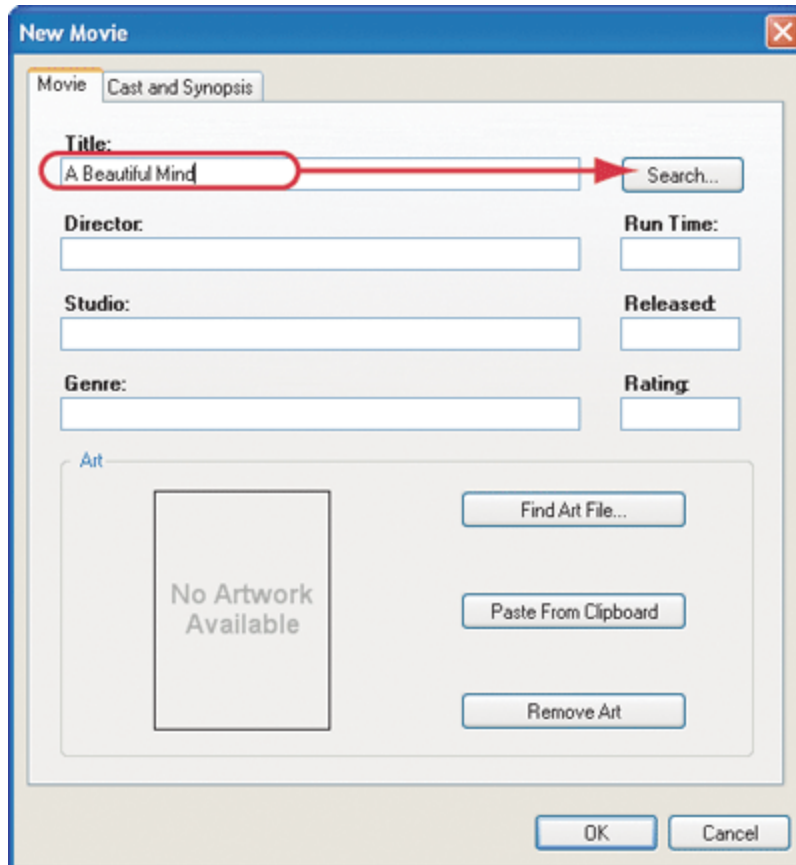 New Movie
Movie
Cast and Synopsis
Title:
A Beautiful Mind
Search...
Director:
Run Time:
Studio:
Released:
Genre:
Rating:
Art
No Artwork
Available
Find Art File...
Paste From Clipboard
Remove Art
OK
Cancel